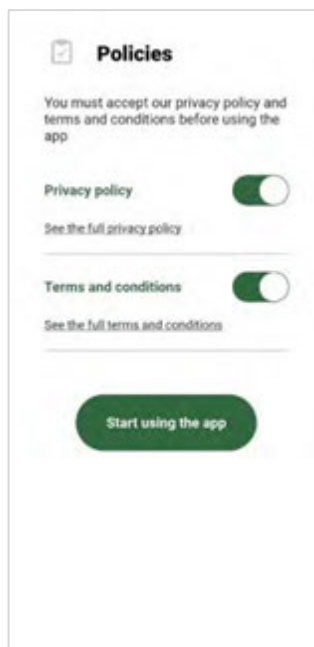 Policies
You must accept our privacy policy and
terms and conditions before using the
app
Privacy policy
See the full privacy policy
Terms and conditions
See the full terms and conditions
Start using the app